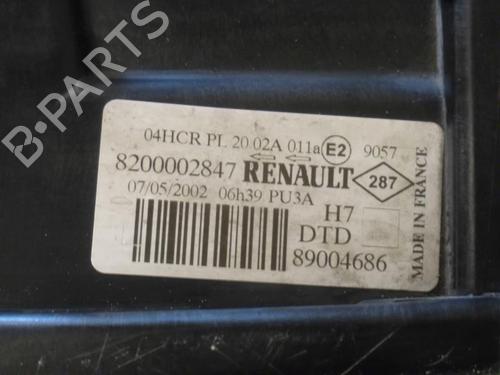 B-PARTS
04HCR PL 20 02A 011a E2 9057
8200002847 RENAULT 287
07/05/2002 06h39 PU3A
H7
DTD
89004686
MADE IN FRANCE